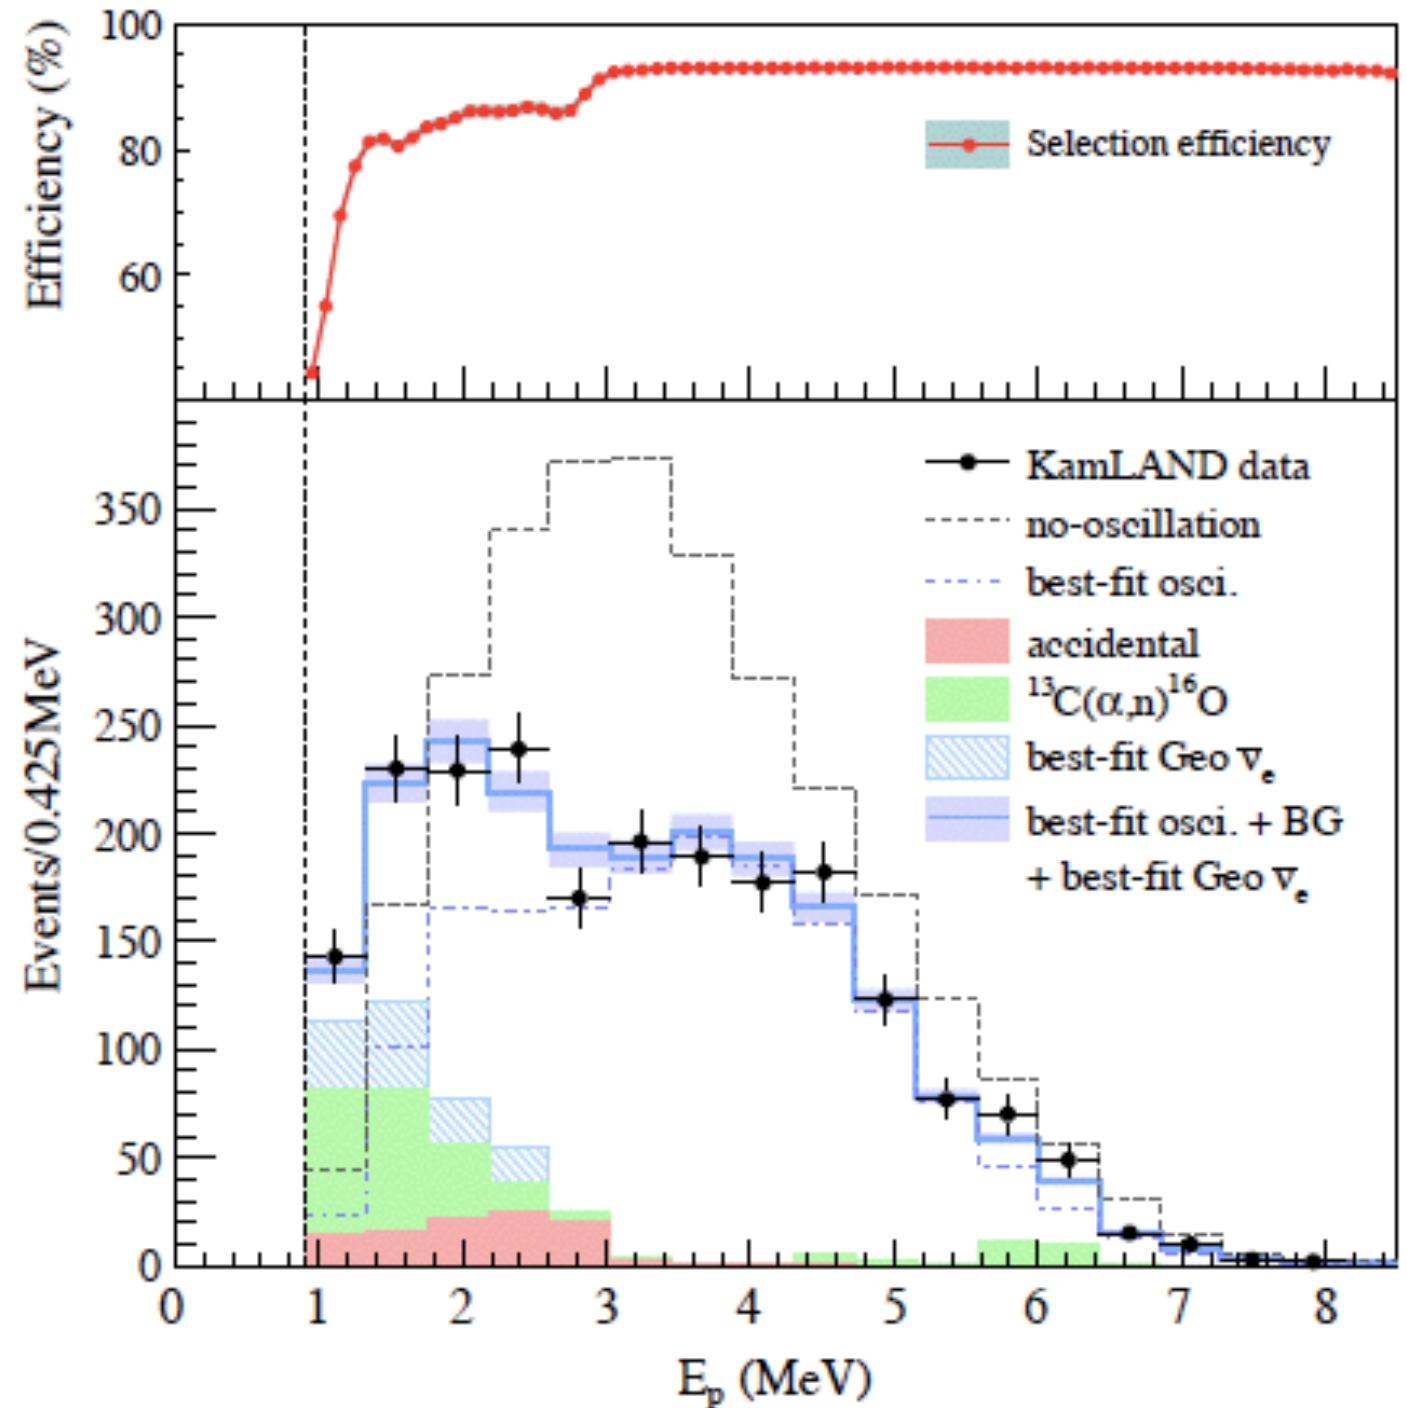 100
80
60
Efficiency (%)
Selection efficiency
350
300
250
200
150
100
50
0
Events/0.425MeV
KamLAND data
no-oscillation
best-fit osci.
accidental
¹³C(α,n)¹⁶O
best-fit Geo ν̅ₑ
best-fit osci. + BG
+ best-fit Geo ν̅ₑ
0 1 2 3 4 5 6 7 8
Eₚ (MeV)